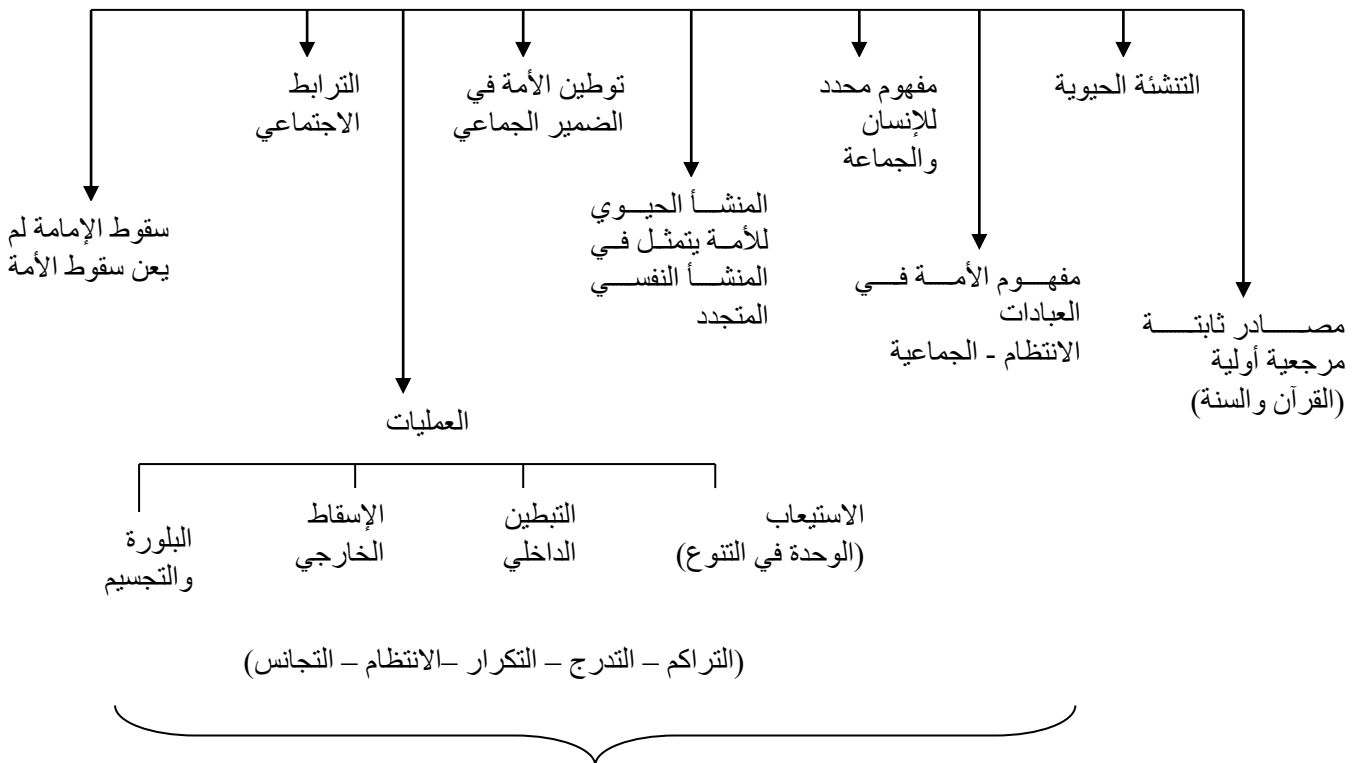 التنشئة الحيوية
مفهوم محدد
للإنسان
والجماعة
توطين الأمة في
الضمير الجماعي
الترابط
الاجتماعي
مصادر ثابتة
مرجعية أولية
(القرآن والسنة)
مفهوم الأمة في
العبادات
الانتظام - الجماعية
المنشأ الحيوي
للأمة يتمثل في
المنشأ النفسي
المتجدد
سقوط الإمامة لم
يعن سقوط الأمة
العمليات
الاستيعاب
(الوحدة في التنوع)
التبطين
الداخلي
الإسقاط
الخارجي
البلورة
والتجسيم
(التراكم – التدرج – التكرار –الانتظام – التجانس)